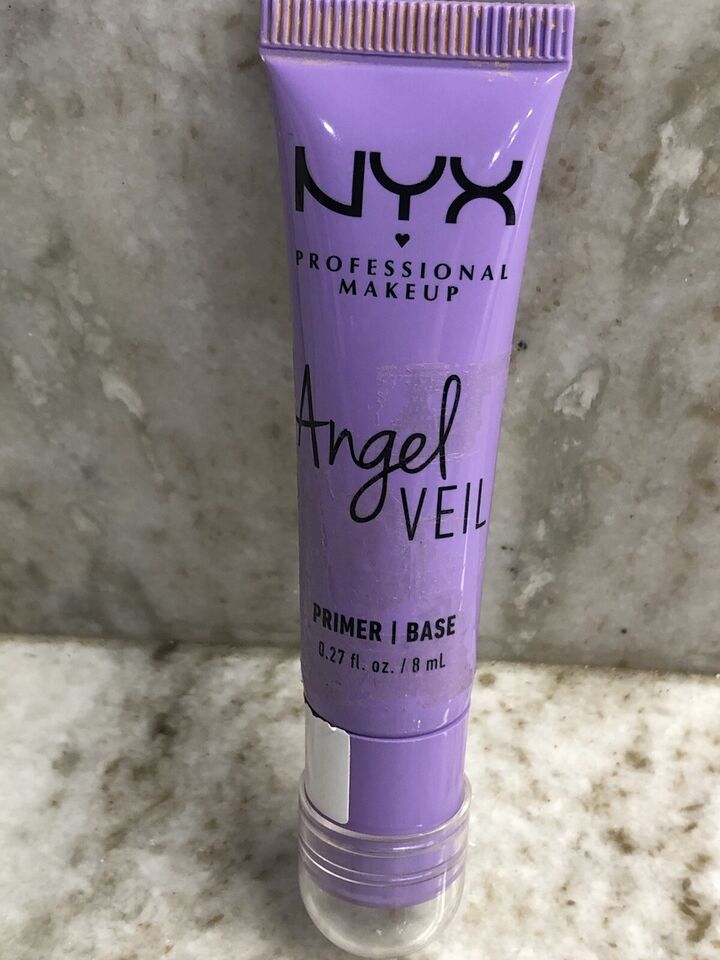 NYX
PROFESSIONAL
MAKEUP
Angel
VEIL
PRIMER | BASE
0.27 fl. oz. / 8 mL